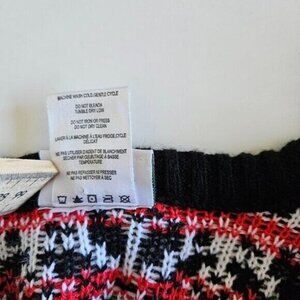 MACHINE WASH COLD, GENTLE CYCLE
DO NOT BLEACH
TUMBLE DRY LOW
DO NOT IRON OR PRESS
DO NOT DRY CLEAN
LAVER À LA MACHINE À L'EAU FROIDE, CYCLE
DÉLICAT
NE PAS UTILISER D'AGENT DE BLANCHIMENT
SÉCHER PAR CULBUTAGE À BASSE
TEMPÉRATURE
NE PAS REPASSER NI PRESSER
NE PAS NETTOYER À SEC